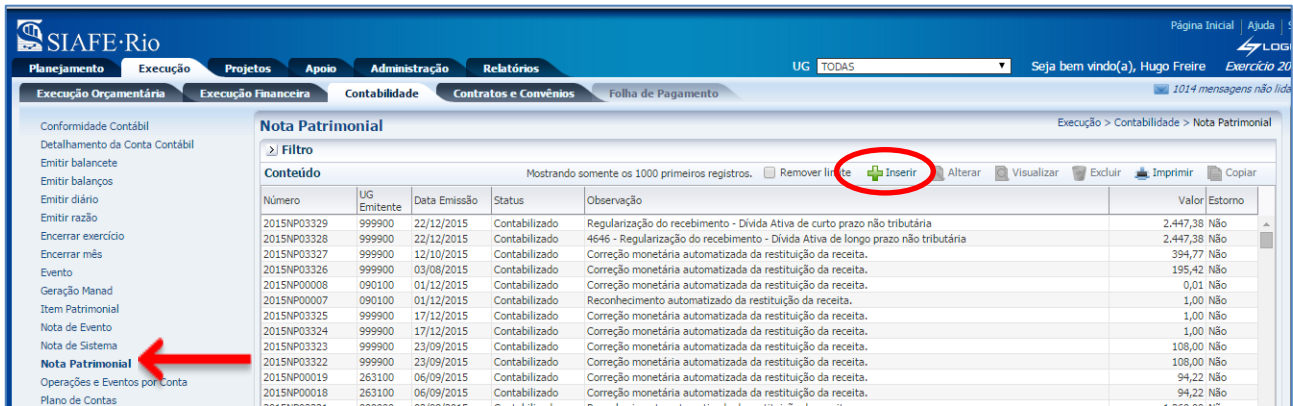 Página Inicial | Ajuda |
SIAFE·Rio
Planejamento Execução Projetos Apoio Administração Relatórios UG TODAS Seja bem vindo(a), Hugo Freire Exercício 20
Execução Orçamentária Execução Financeira Contabilidade Contratos e Convênios Folha de Pagamento 1014 mensagens não lida
Conformidade Contábil
Detalhamento da Conta Contábil
Emitir balancete
Emitir balanços
Emitir diário
Emitir razão
Encerrar exercício
Encerrar mês
Evento
Geração Manad
Item Patrimonial
Nota de Evento
Nota de Sistema
Nota Patrimonial
Operações e Eventos por Conta
Plano de Contas
Nota Patrimonial Execução > Contabilidade > Nota Patrimonial
Filtro
Conteúdo Mostrando somente os 1000 primeiros registros. Remover limite Inserir Alterar Visualizar Excluir Imprimir Copiar
Número UG Emitente Data Emissão Status Observação Valor Estorno
2015NP03329 999900 22/12/2015 Contabilizado Regularização do recebimento - Dívida Ativa de curto prazo não tributária 2.447,38 Não
2015NP03328 999900 22/12/2015 Contabilizado 4646 - Regularização do recebimento - Dívida Ativa de longo prazo não tributária 2.447,38 Não
2015NP03327 999900 12/10/2015 Contabilizado Correção monetária automatizada da restituição da receita. 394,77 Não
2015NP03326 999900 03/08/2015 Contabilizado Correção monetária automatizada da restituição da receita. 195,42 Não
2015NP00008 090100 01/12/2015 Contabilizado Correção monetária automatizada da restituição da receita. 0,01 Não
2015NP00007 090100 01/12/2015 Contabilizado Reconhecimento automatizado da restituição da receita. 1,00 Não
2015NP03325 999900 17/12/2015 Contabilizado Correção monetária automatizada da restituição da receita. 1,00 Não
2015NP03324 999900 17/12/2015 Contabilizado Correção monetária automatizada da restituição da receita. 1,00 Não
2015NP03323 999900 23/09/2015 Contabilizado Correção monetária automatizada da restituição da receita. 108,00 Não
2015NP03322 999900 23/09/2015 Contabilizado Correção monetária automatizada da restituição da receita. 108,00 Não
2015NP00019 263100 06/09/2015 Contabilizado Correção monetária automatizada da restituição da receita. 94,22 Não
2015NP00018 263100 06/09/2015 Contabilizado Correção monetária automatizada da restituição da receita. 94,22 Não